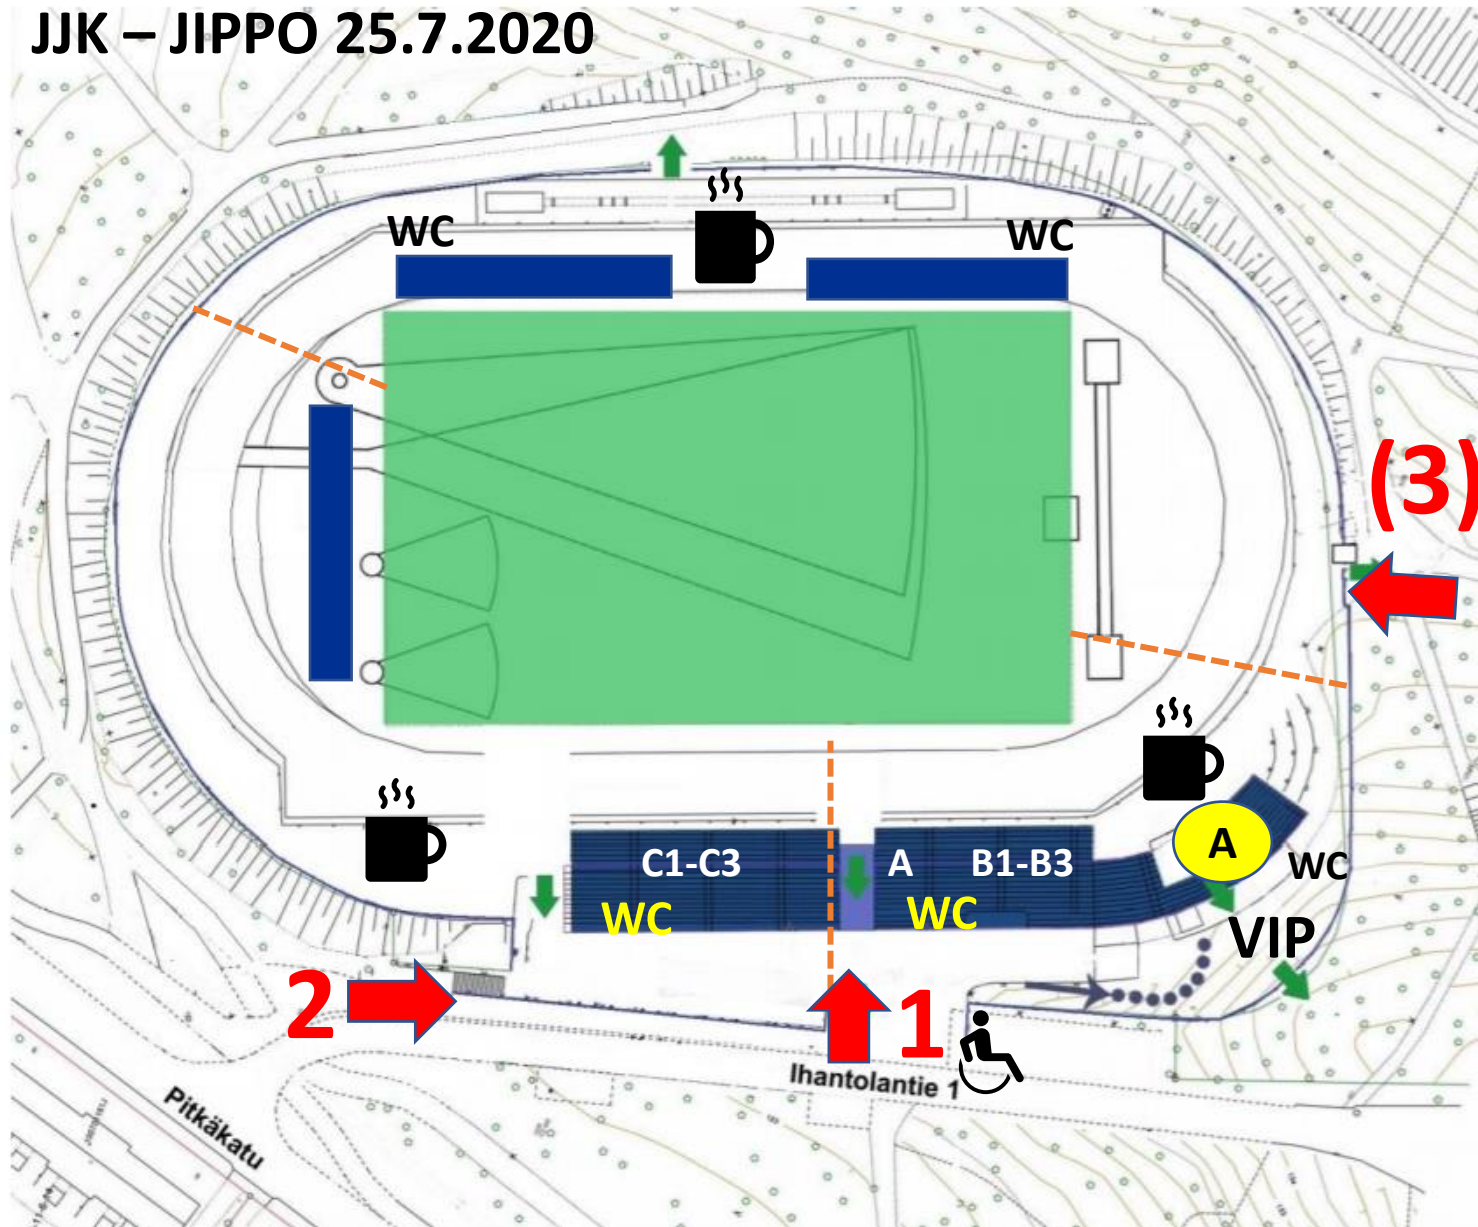 JJK – JIPPO 25.7.2020
WC
WC
(3)
C1-C3
A
B1-B3
A
WC
WC
WC
VIP
2
1
Ihantolantie 1
Pitkäkatu